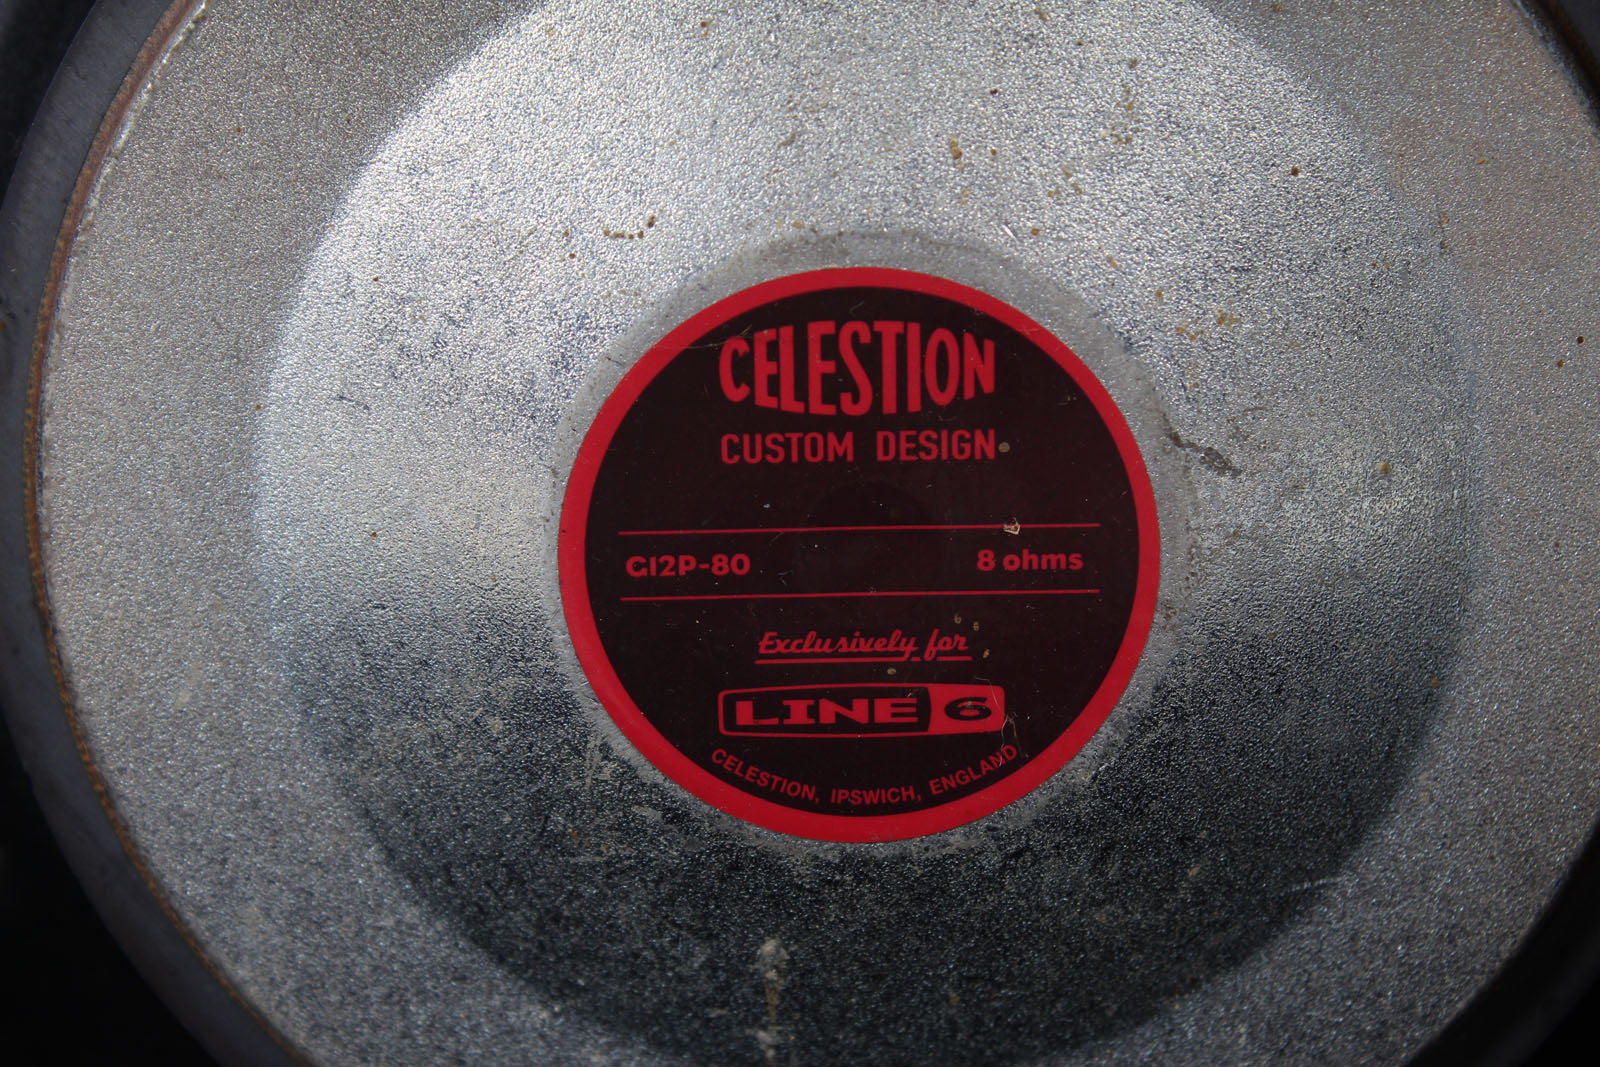 CELESTION
CUSTOM DESIGN
G12P-80 8 ohms
Exclusively for
LINE 6
CELESTION, IPSWICH, ENGLAND